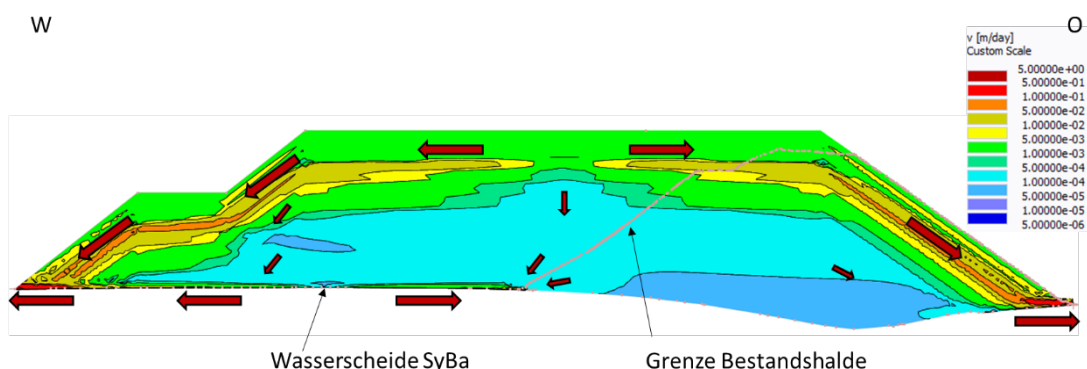 W
O
v [m/day]
Custom Scale
5.00000e+00
5.00000e-01
1.00000e-01
5.00000e-02
1.00000e-02
5.00000e-03
1.00000e-03
5.00000e-04
1.00000e-04
5.00000e-05
1.00000e-05
5.00000e-06
Wasserscheide SyBa
Grenze Bestandshalde